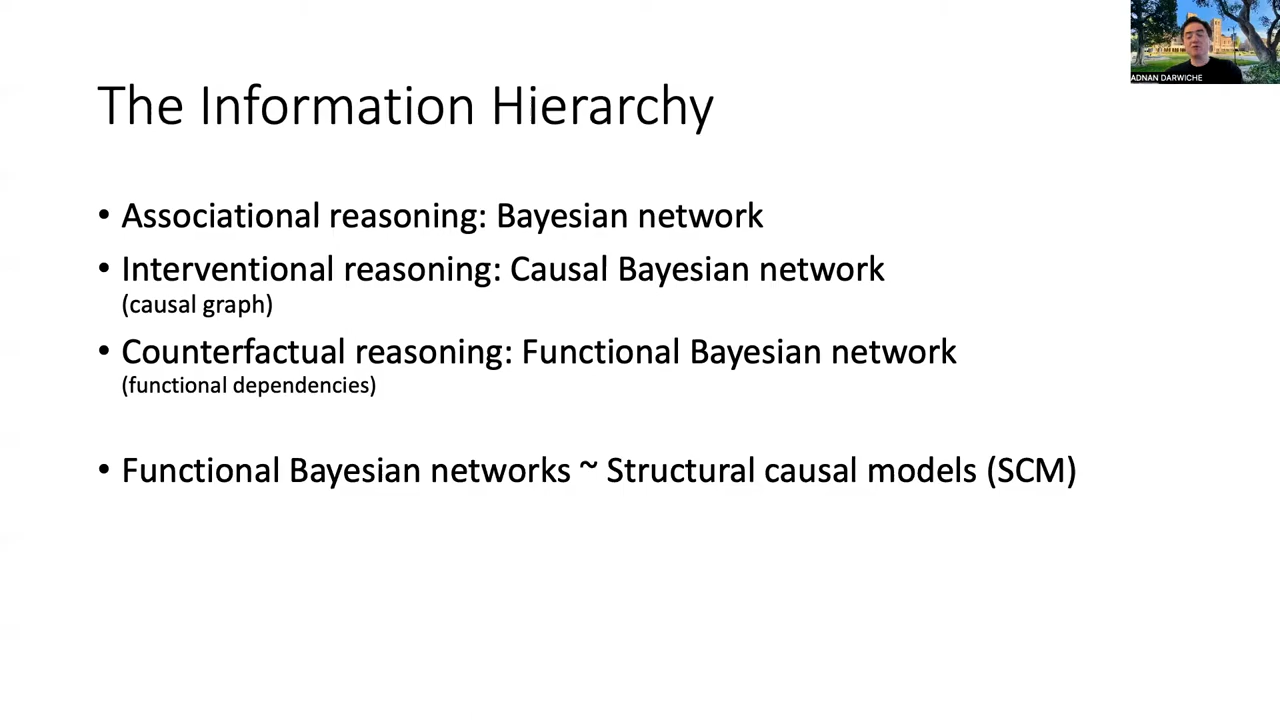 ADNAN DARWICHE
The Information Hierarchy
• Associational reasoning: Bayesian network
• Interventional reasoning: Causal Bayesian network
(causal graph)
• Counterfactual reasoning: Functional Bayesian network
(functional dependencies)
• Functional Bayesian networks ~ Structural causal models (SCM)